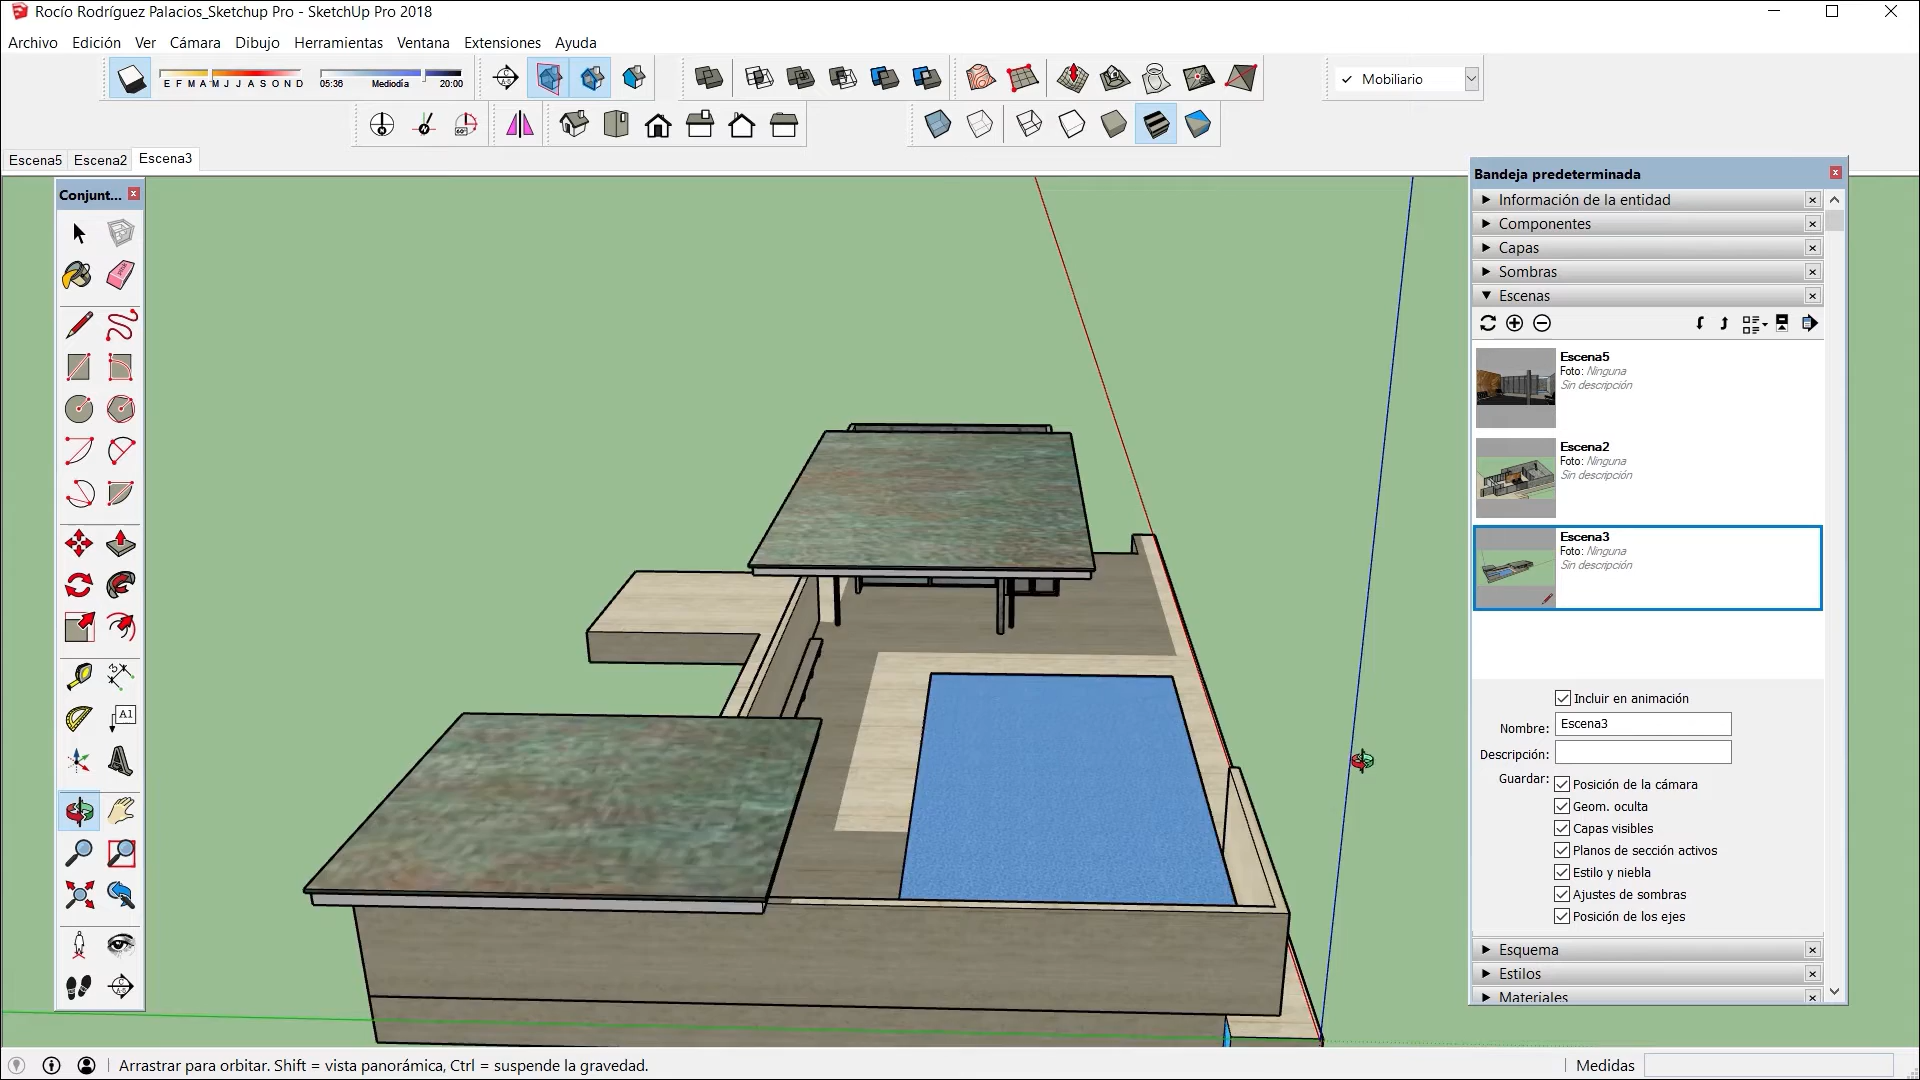 Rocío Rodríguez Palacios_Sketchup Pro - SketchUp Pro 2018
Archivo Edición Ver Cámara Dibujo Herramientas Ventana Extensiones Ayuda
E F M A M J J A S O N D 05:36 Mediodía 20:00
Mobiliario
Escena5 Escena2 Escena3
Conjunt...
Bandeja predeterminada
Información de la entidad
Componentes
Capas
Sombras
Escenas
Escena5
Foto: Ninguna
Sin descripción
Escena2
Foto: Ninguna
Sin descripción
Escena3
Foto: Ninguna
Sin descripción
Incluir en animación
Nombre: Escena3
Descripción:
Guardar: Posición de la cámara
Geom. oculta
Capas visibles
Planos de sección activos
Estilo y niebla
Ajustes de sombras
Posición de los ejes
Esquema
Estilos
Materiales
Arrastrar para orbitar. Shift = vista panorámica, Ctrl = suspende la gravedad.
Medidas